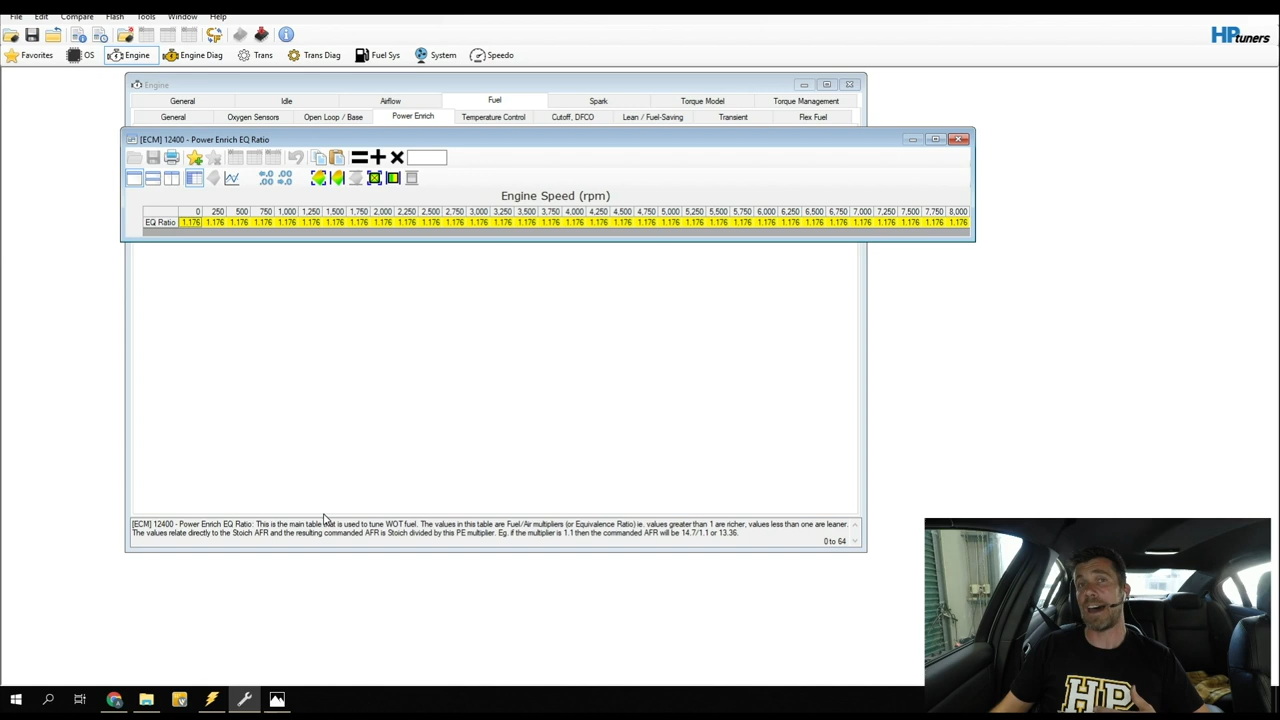 File Edit Compare Flash Tools Window Help
HPtuners
Favorites OS Engine Engine Diag Trans Trans Diag Fuel Sys System Speedo
Engine
General Idle Airflow Fuel Spark Torque Model Torque Management
General Oxygen Sensors Open Loop / Base Power Enrich Temperature Control Cutoff, DFCO Lean / Fuel-Saving Transient Flex Fuel
[ECM] 12400 - Power Enrich EQ Ratio
Engine Speed (rpm)
0 250 500 750 1,000 1,250 1,500 1,750 2,000 2,250 2,500 2,750 3,000 3,250 3,500 3,750 4,000 4,250 4,500 4,750 5,000 5,250 5,500 5,750 6,000 6,250 6,500 6,750 7,000 7,250 7,500 7,750 8,000
EQ Ratio 1.176 1.176 1.176 1.176 1.176 1.176 1.176 1.176 1.176 1.176 1.176 1.176 1.176 1.176 1.176 1.176 1.176 1.176 1.176 1.176 1.176 1.176 1.176 1.176 1.176 1.176 1.176 1.176 1.176 1.176 1.176 1.176 1.176
[ECM] 12400 - Power Enrich EQ Ratio: This is the main table that is used to tune WOT fuel. The values in this table are Fuel/Air multipliers (or Equivalence Ratio) ie. values greater than 1 are richer, values less than one are leaner.
The values relate directly to the Stoich AFR and the resulting commanded AFR is Stoich divided by this PE multiplier. Eg. if the multiplier is 1.1 then the commanded AFR will be 14.7/1.1 or 13.36.
0 to 64
HP